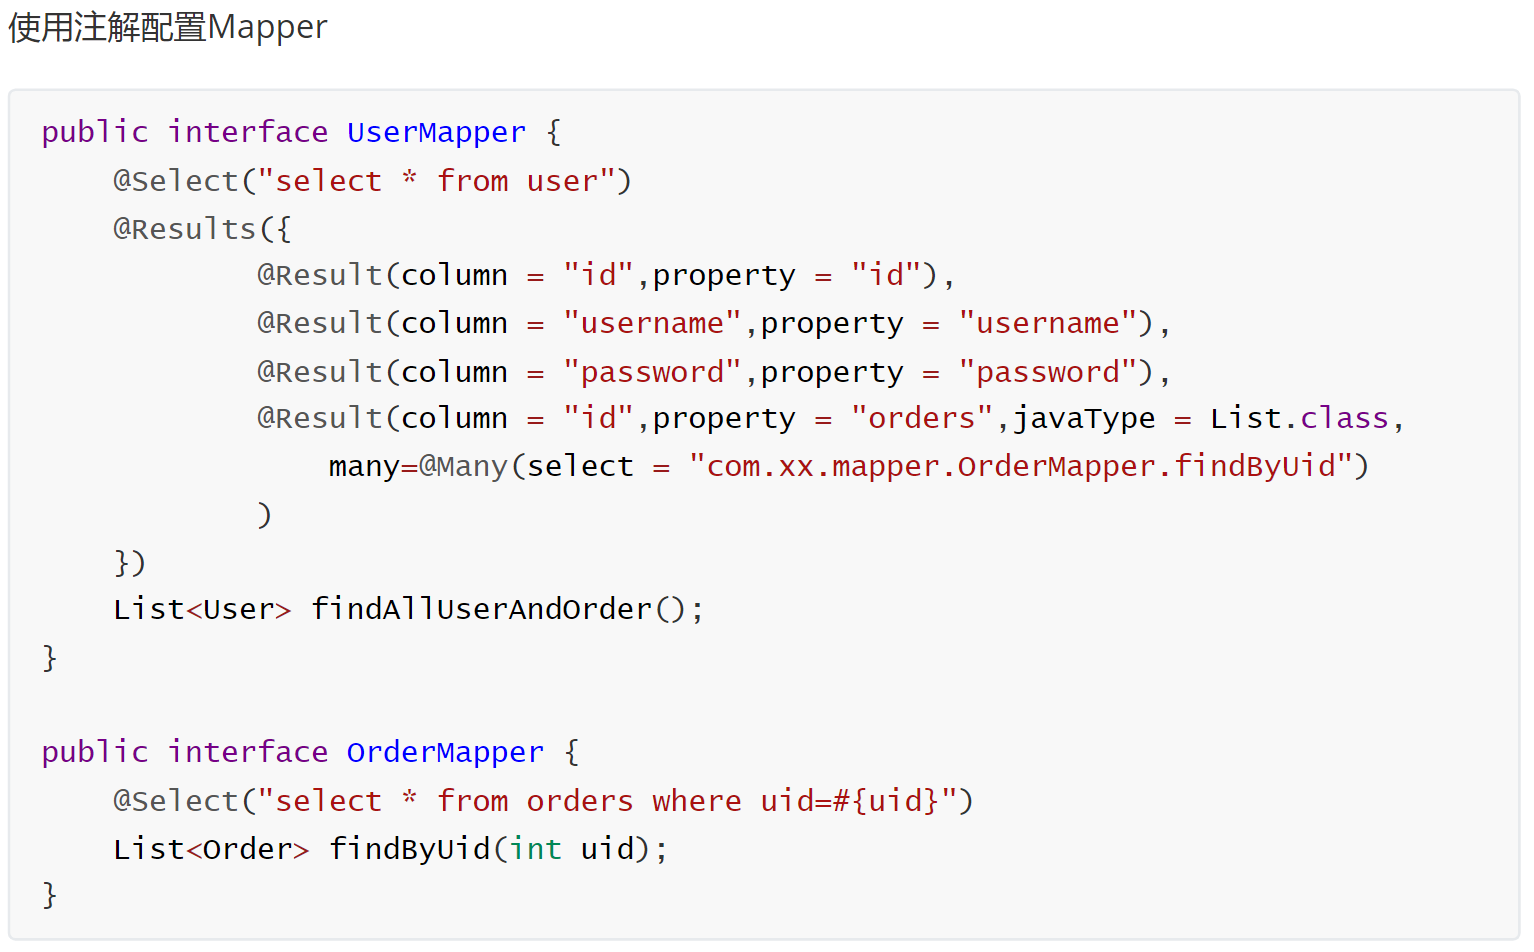 使用注解配置Mapper
public interface UserMapper {
    @Select("select * from user")
    @Results({
            @Result(column = "id",property = "id"),
            @Result(column = "username",property = "username"),
            @Result(column = "password",property = "password"),
            @Result(column = "id",property = "orders",javaType = List.class,
                many=@Many(select = "com.xx.mapper.OrderMapper.findByUid")
            )
    })
    List<User> findAllUserAndOrder();
}
public interface OrderMapper {
    @Select("select * from orders where uid=#{uid}")
    List<Order> findByUid(int uid);
}